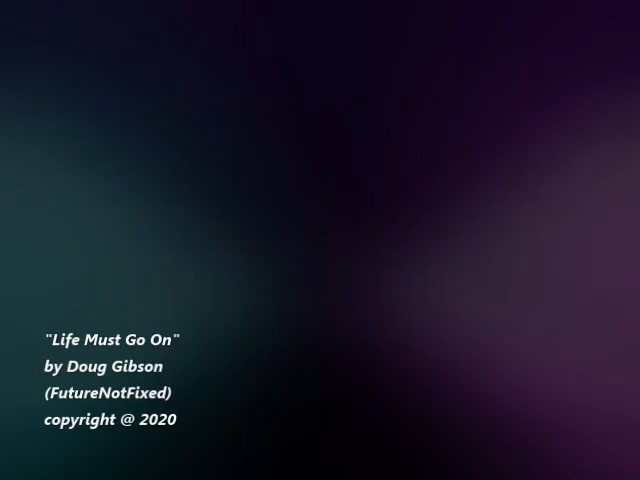 "Life Must Go On"
by Doug Gibson
(FutureNotFixed)
copyright @ 2020